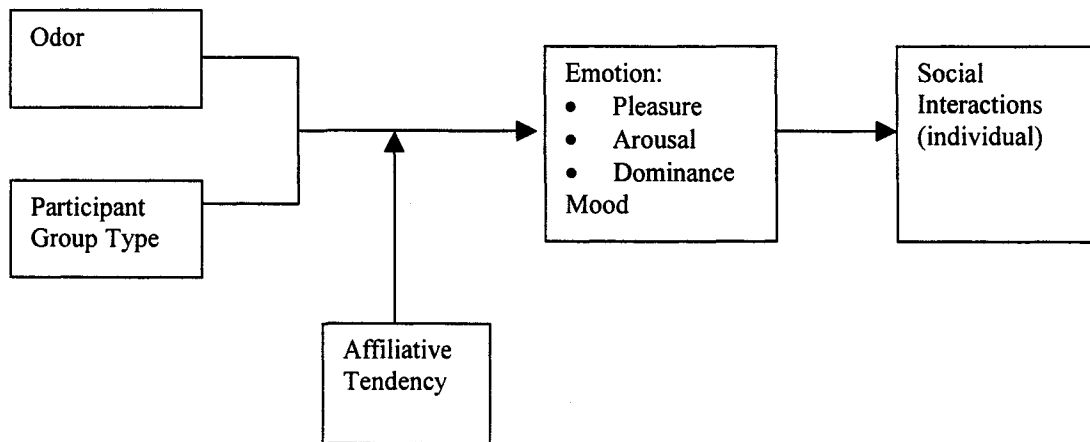 Odor
Participant
Group Type
Affiliative
Tendency
Emotion:
• Pleasure
• Arousal
• Dominance
Mood
Social
Interactions
(individual)